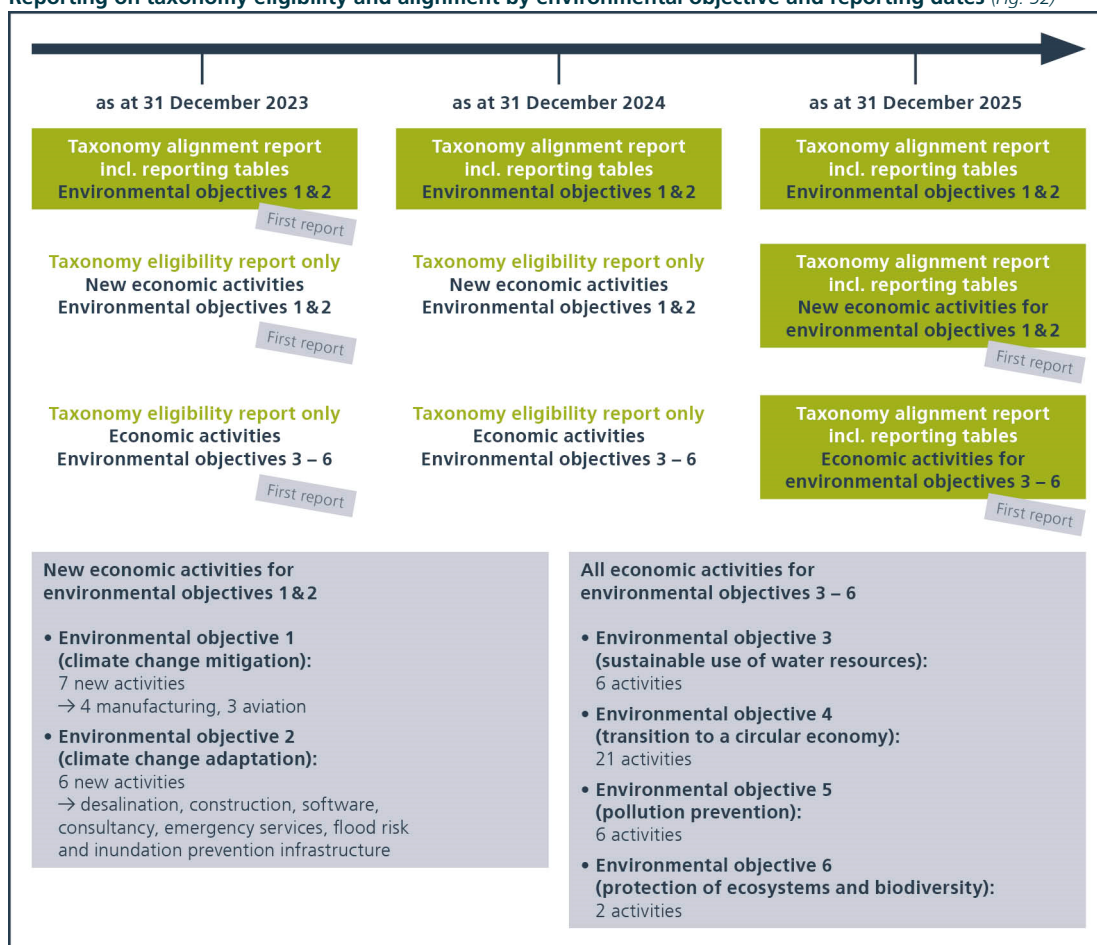 Reporting on taxonomy eligibility and alignment by environmental objective and reporting dates (Fig. 52)
as at 31 December 2023
as at 31 December 2024
as at 31 December 2025
Taxonomy alignment report
incl. reporting tables
Environmental objectives 1 & 2
First report
Taxonomy alignment report
incl. reporting tables
Environmental objectives 1 & 2
Taxonomy alignment report
incl. reporting tables
Environmental objectives 1 & 2
Taxonomy eligibility report only
New economic activities
Environmental objectives 1 & 2
First report
Taxonomy eligibility report only
New economic activities
Environmental objectives 1 & 2
Taxonomy alignment report
incl. reporting tables
New economic activities for
environmental objectives 1 & 2
First report
Taxonomy eligibility report only
Economic activities
Environmental objectives 3 – 6
First report
Taxonomy eligibility report only
Economic activities
Environmental objectives 3 – 6
Taxonomy alignment report
incl. reporting tables
Economic activities for
environmental objectives 3 – 6
First report
New economic activities for
environmental objectives 1 & 2
• Environmental objective 1
(climate change mitigation):
7 new activities
→ 4 manufacturing, 3 aviation
• Environmental objective 2
(climate change adaptation):
6 new activities
→ desalination, construction, software,
consultancy, emergency services, flood risk
and inundation prevention infrastructure
All economic activities for
environmental objectives 3 – 6
• Environmental objective 3
(sustainable use of water resources):
6 activities
• Environmental objective 4
(transition to a circular economy):
21 activities
• Environmental objective 5
(pollution prevention):
6 activities
• Environmental objective 6
(protection of ecosystems and biodiversity):
2 activities